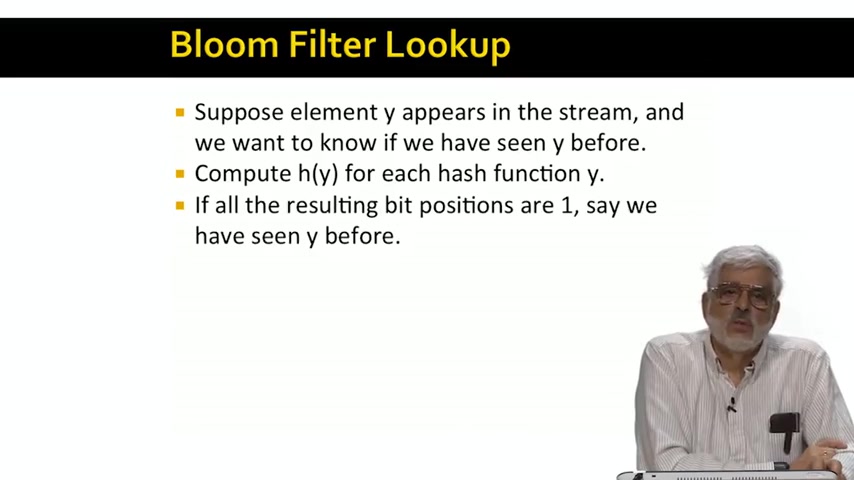 Bloom Filter Lookup
Suppose element y appears in the stream, and
we want to know if we have seen y before.
Compute h(y) for each hash function y.
If all the resulting bit positions are 1, say we
have seen y before.